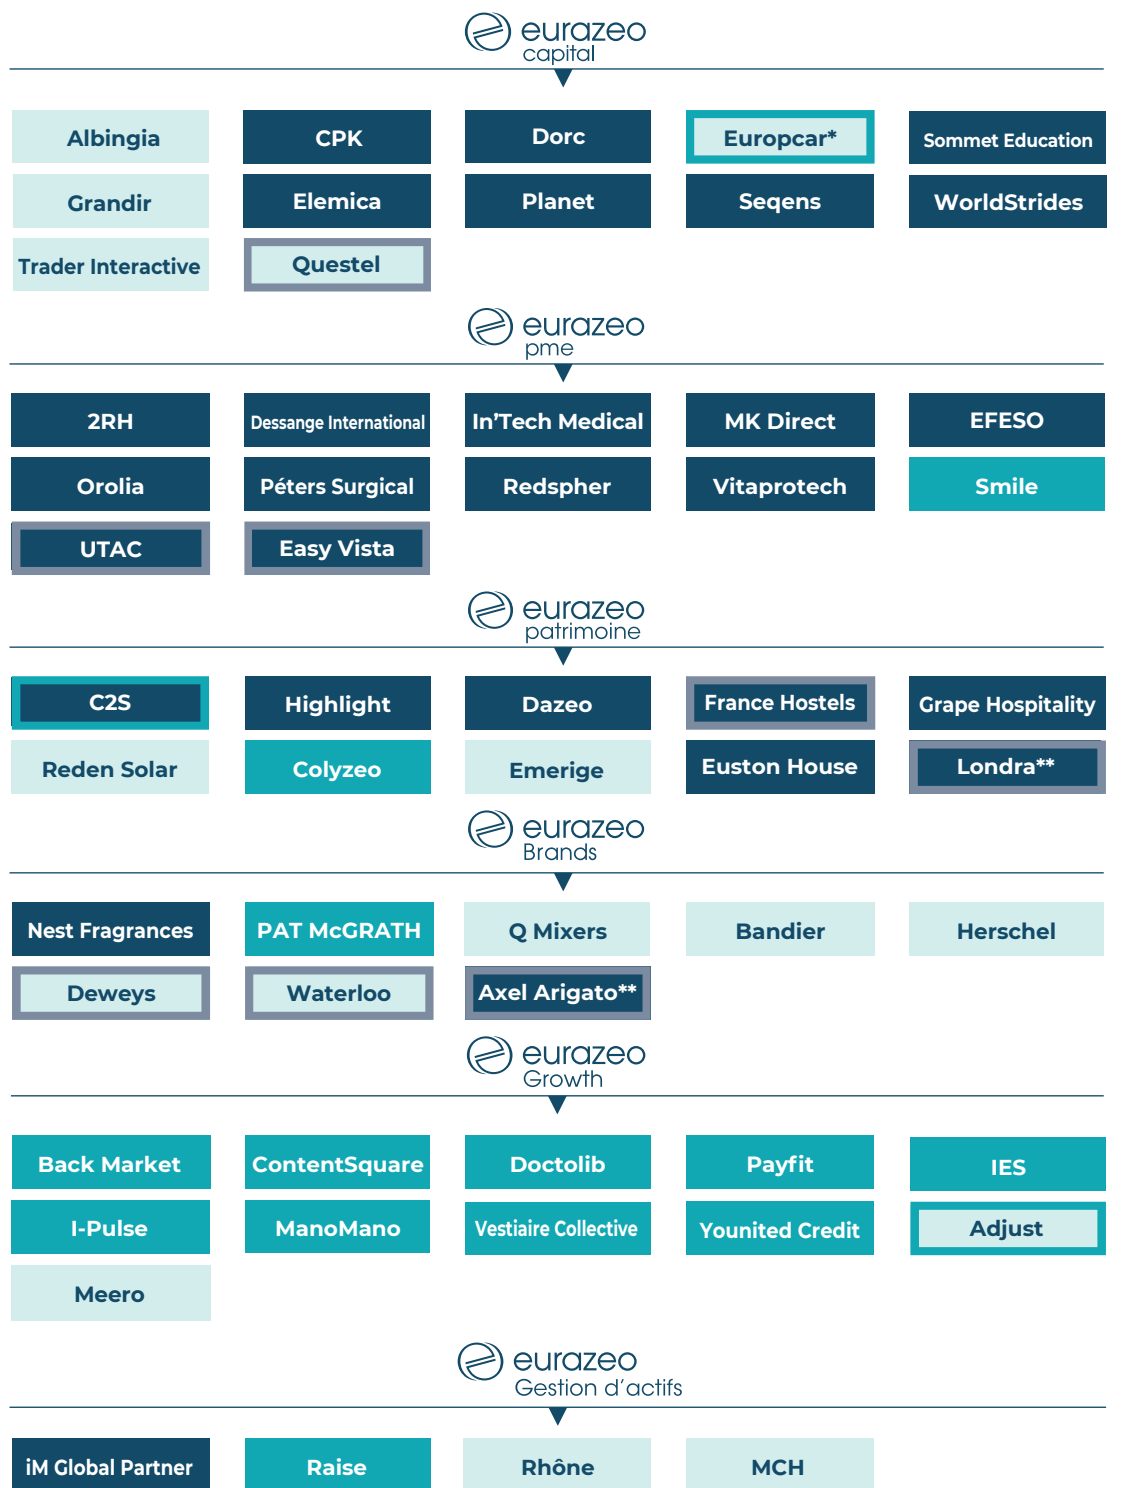 eurazeo
capital
Albingia
CPK
Dorc
Europcar*
Sommet Education
Grandir
Elemica
Planet
Seqens
WorldStrides
Trader Interactive
Questel
eurazeo
pme
2RH
Dessange International
In'Tech Medical
MK Direct
EFESO
Orolia
Péters Surgical
Redspher
Vitaprotech
Smile
UTAC
Easy Vista
eurazeo
patrimoine
C2S
Highlight
Dazeo
France Hostels
Grape Hospitality
Reden Solar
Colyzeo
Emerige
Euston House
Londra**
eurazeo
Brands
Nest Fragrances
PAT McGRATH
Q Mixers
Bandier
Herschel
Deweys
Waterloo
Axel Arigato**
eurazeo
Growth
Back Market
ContentSquare
Doctolib
Payfit
IES
I-Pulse
ManoMano
Vestiaire Collective
Younited Credit
Adjust
Meero
eurazeo
Gestion d'actifs
iM Global Partner
Raise
Rhône
MCH